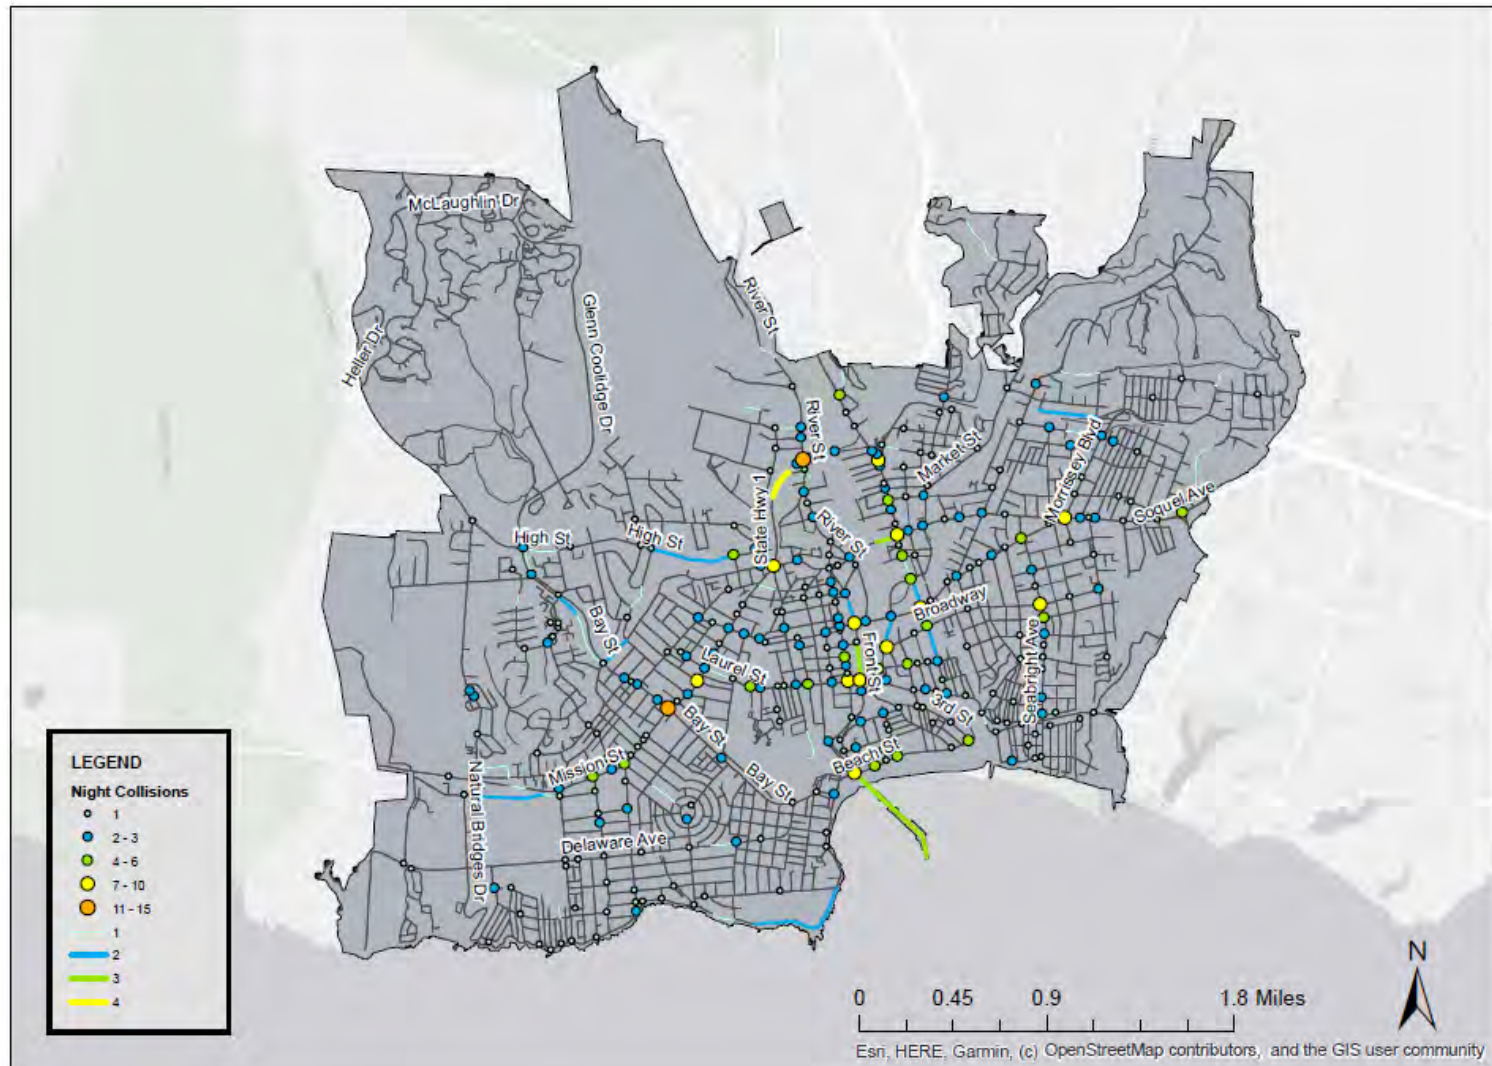 McLaughlin Dr
River St
Heller Dr
Glenn Coolidge Dr
River St
Market St
Morrissey Blvd
Soquel Ave
State Hwy 1
River St
High St
High St
Bay St
Broadway
Front St
Seabright Ave
Laurel St
3rd St
Bay St
Beach St
Mission St
Bay St
Natural Bridges Dr
Delaware Ave
LEGEND
Night Collisions
1
2 - 3
4 - 6
7 - 10
11 - 15
1
2
3
4
N
0 0.45 0.9 1.8 Miles
Esri, HERE, Garmin, (c) OpenStreetMap contributors, and the GIS user community